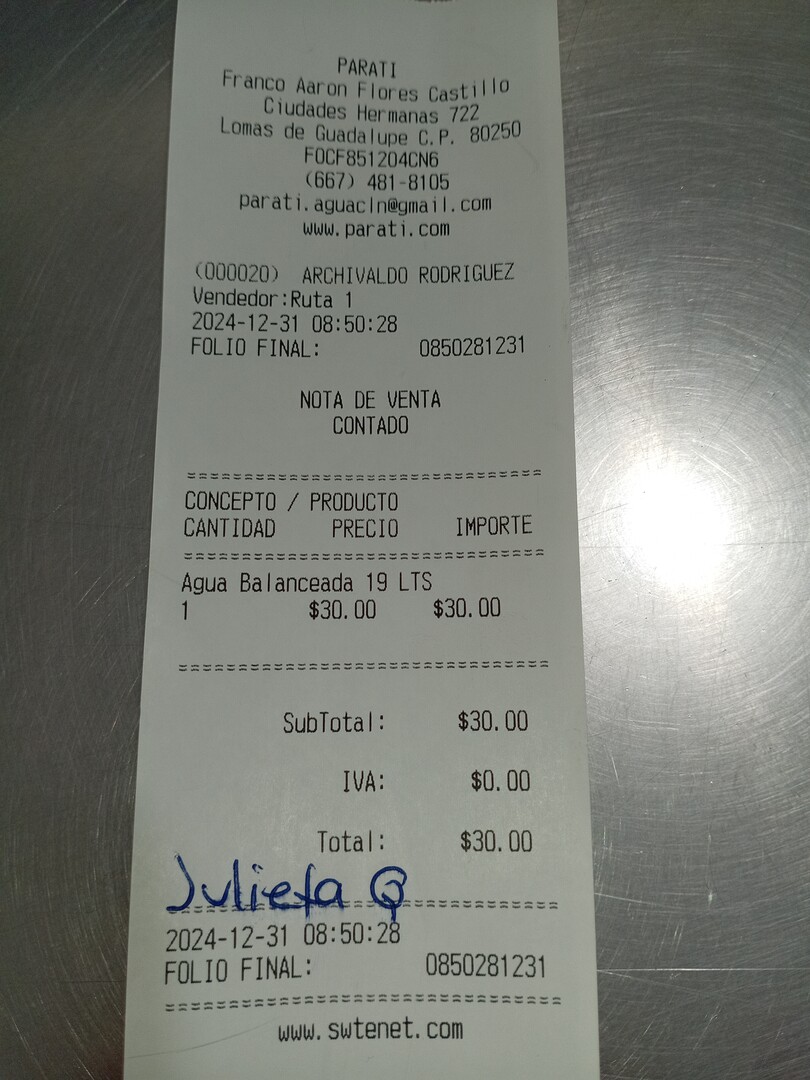 PARATI
Franco Aaron Flores Castillo
Ciudades Hermanas 722
Lomas de Guadalupe C.P. 80250
FOCF851204CN6
(667) 481-8105
parati.aguacln@gmail.com
www.parati.com
(000020) ARCHIVALDO RODRIGUEZ
Vendedor:Ruta 1
2024-12-31 08:50:28
FOLIO FINAL: 0850281231
NOTA DE VENTA
CONTADO
==============================
CONCEPTO / PRODUCTO
CANTIDAD PRECIO IMPORTE
==============================
Agua Balanceada 19 LTS
1 $30.00 $30.00
==============================
SubTotal: $30.00
IVA: $0.00
Total: $30.00
Julieta Q
==============================
2024-12-31 08:50:28
FOLIO FINAL: 0850281231
==============================
www.swtenet.com